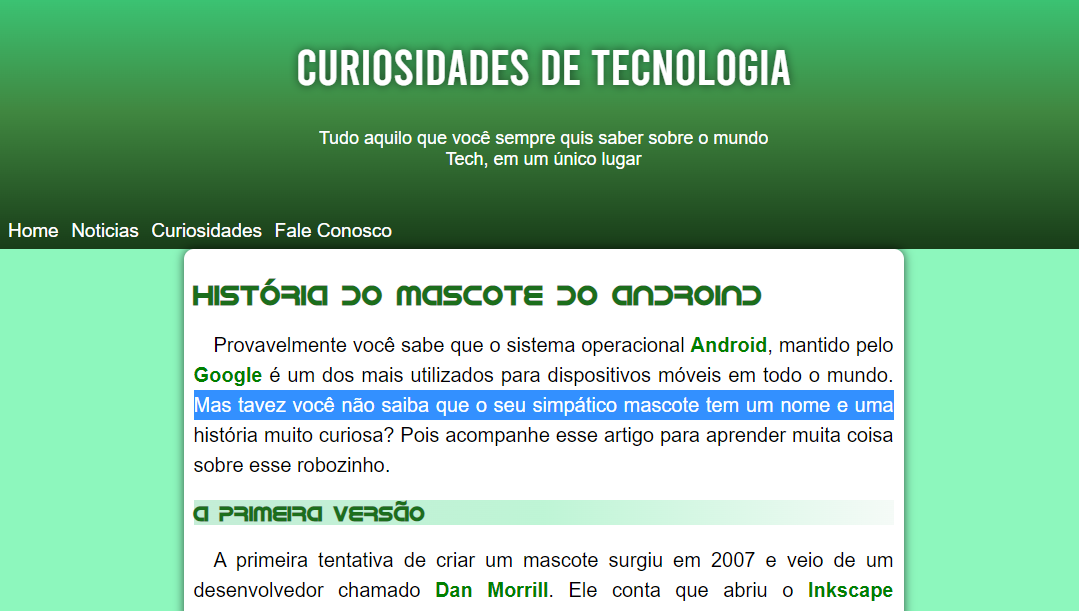 CURIOSIDADES DE TECNOLOGIA
Tudo aquilo que você sempre quis saber sobre o mundo
Tech, em um único lugar
Home Noticias Curiosidades Fale Conosco
História do Mascote do Androind
Provavelmente você sabe que o sistema operacional Android, mantido pelo
Google é um dos mais utilizados para dispositivos móveis em todo o mundo.
Mas tavez você não saiba que o seu simpático mascote tem um nome e uma
história muito curiosa? Pois acompanhe esse artigo para aprender muita coisa
sobre esse robozinho.
A primeira versão
A primeira tentativa de criar um mascote surgiu em 2007 e veio de um
desenvolvedor chamado Dan Morrill. Ele conta que abriu o Inkscape